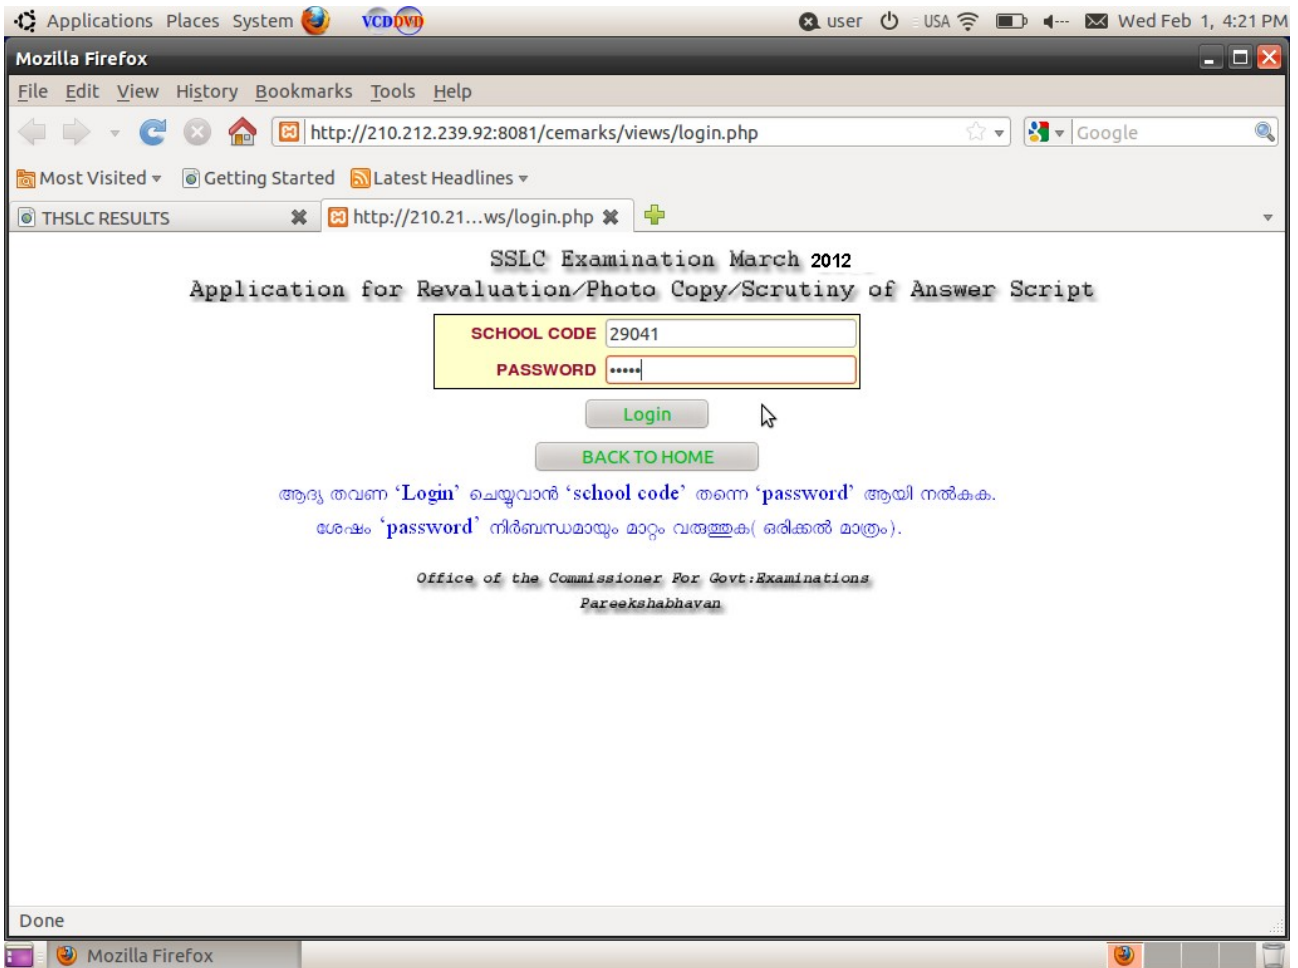 Applications Places System VCDDVD user USA Wed Feb 1, 4:21 PM
Mozilla Firefox
File Edit View History Bookmarks Tools Help
http://210.212.239.92:8081/cemarks/views/login.php Google
Most Visited Getting Started Latest Headlines
THSLC RESULTS http://210.21...ws/login.php
SSLC Examination March 2012
Application for Revaluation/Photo Copy/Scrutiny of Answer Script
SCHOOL CODE 29041
PASSWORD •••••
Login
BACK TO HOME
ആദ്യ തവണ ‘Login’ ചെയ്യുവാൻ ‘school code’ തന്നെ ‘password’ ആയി നൽകുക.
ശേഷം ‘password’ നിർബന്ധമായും മാറ്റം വരുത്തുക( ഒരിക്കൽ മാത്രം).
Office of the Commissioner For Govt:Examinations
Pareekshabhavan
Done
Mozilla Firefox